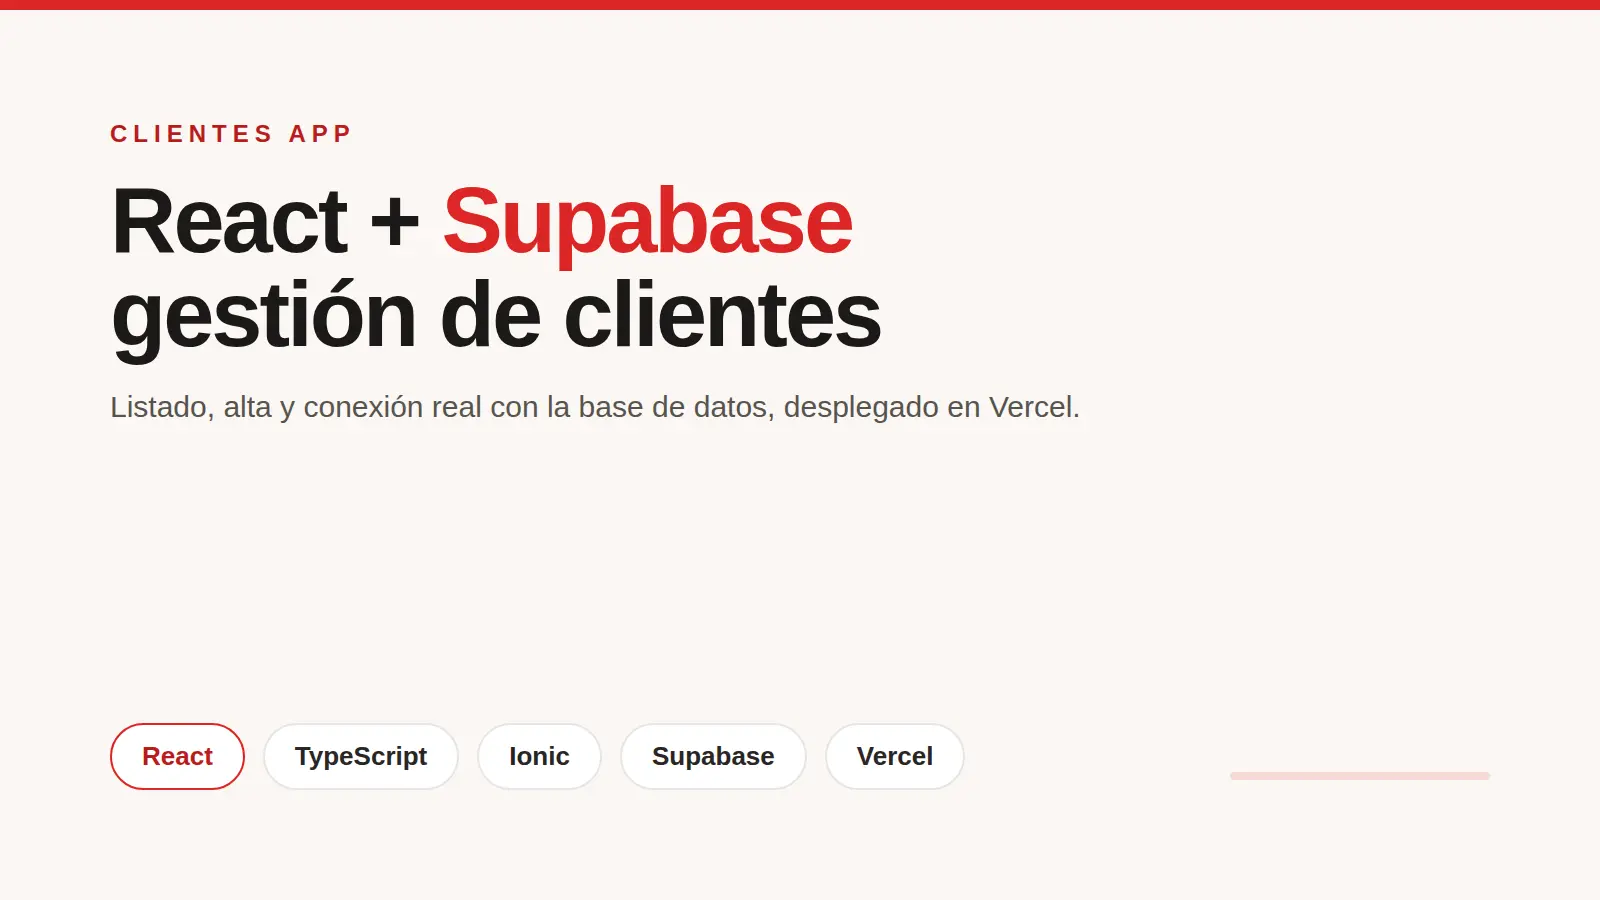 CLIENTES APP
React + Supabase
gestión de clientes
Listado, alta y conexión real con la base de datos, desplegado en Vercel.
React TypeScript Ionic Supabase Vercel